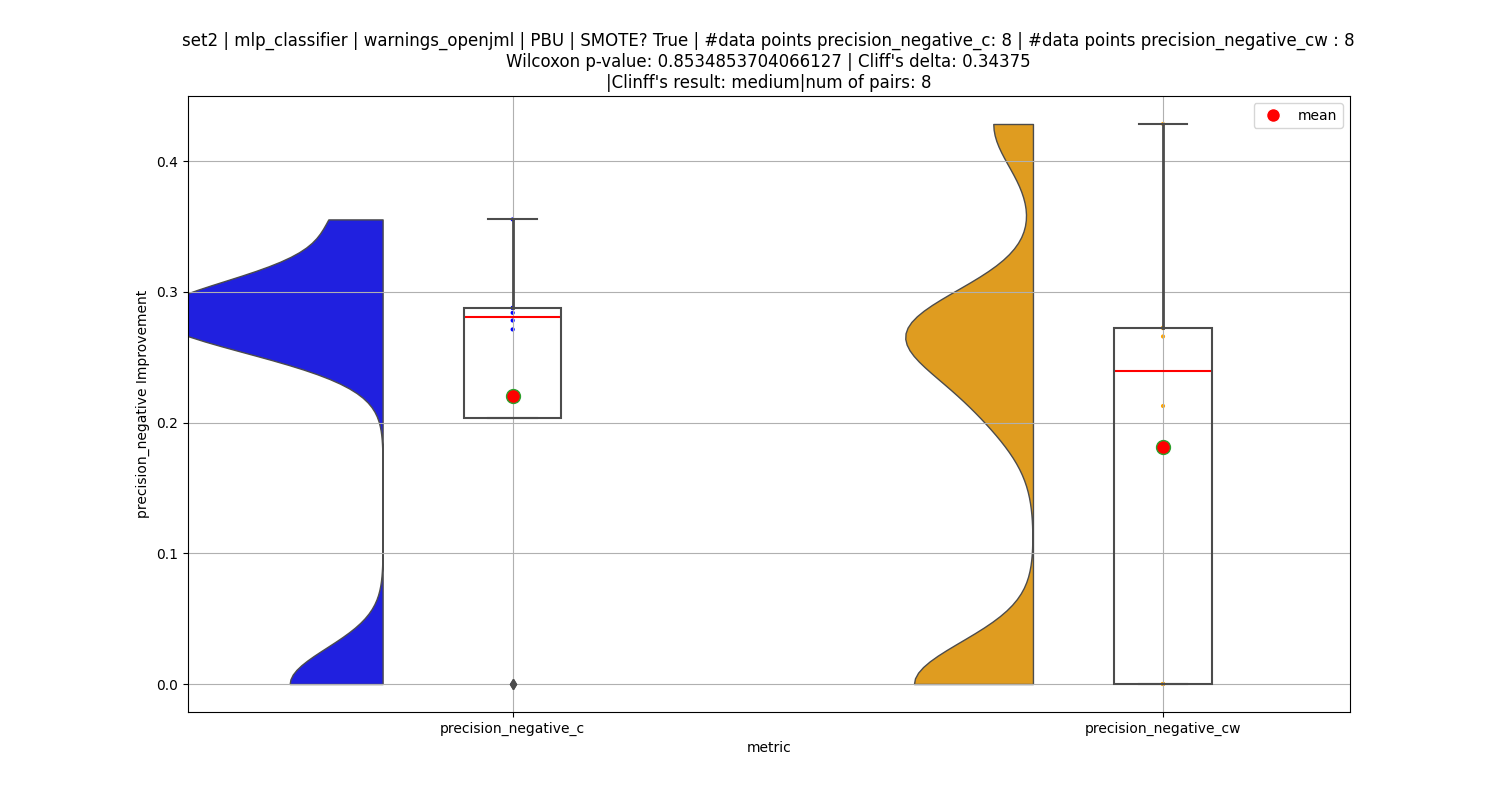 set2 | mlp_classifier | warnings_openjml | PBU | SMOTE? True | #data points precision_negative_c: 8 | #data points precision_negative_cw : 8
Wilcoxon p-value: 0.8534853704066127 | Cliff's delta: 0.34375
|Clinff's result: medium|num of pairs: 8
mean
0.4
0.3
0.2
0.1
0.0
precision_negative Improvement
precision_negative_c
precision_negative_cw
metric